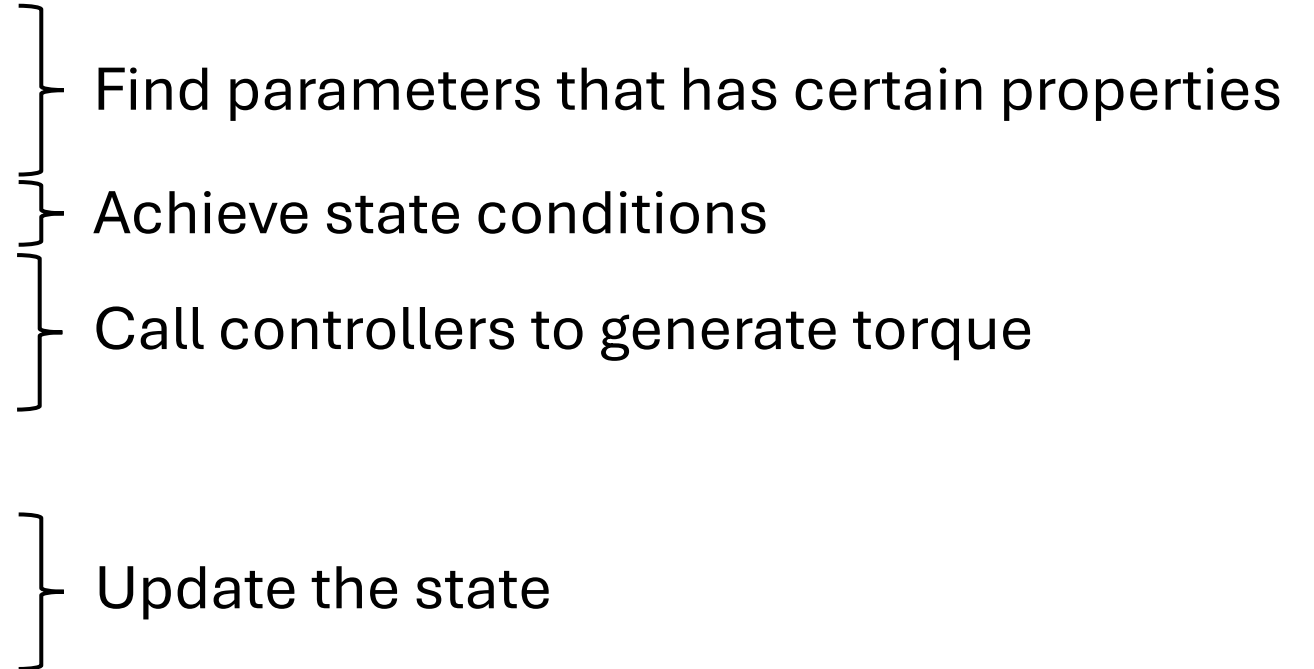 Find parameters that has certain properties
Achieve state conditions
Call controllers to generate torque
Update the state